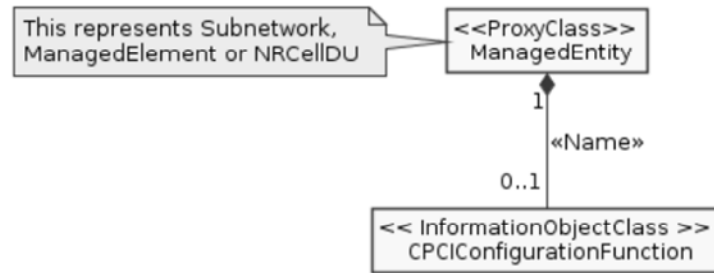 This represents Subnetwork,
ManagedElement or NRCellDU
<<ProxyClass>>
ManagedEntity
1
«Name»
0..1
<< InformationObjectClass >>
CPCIConfigurationFunction